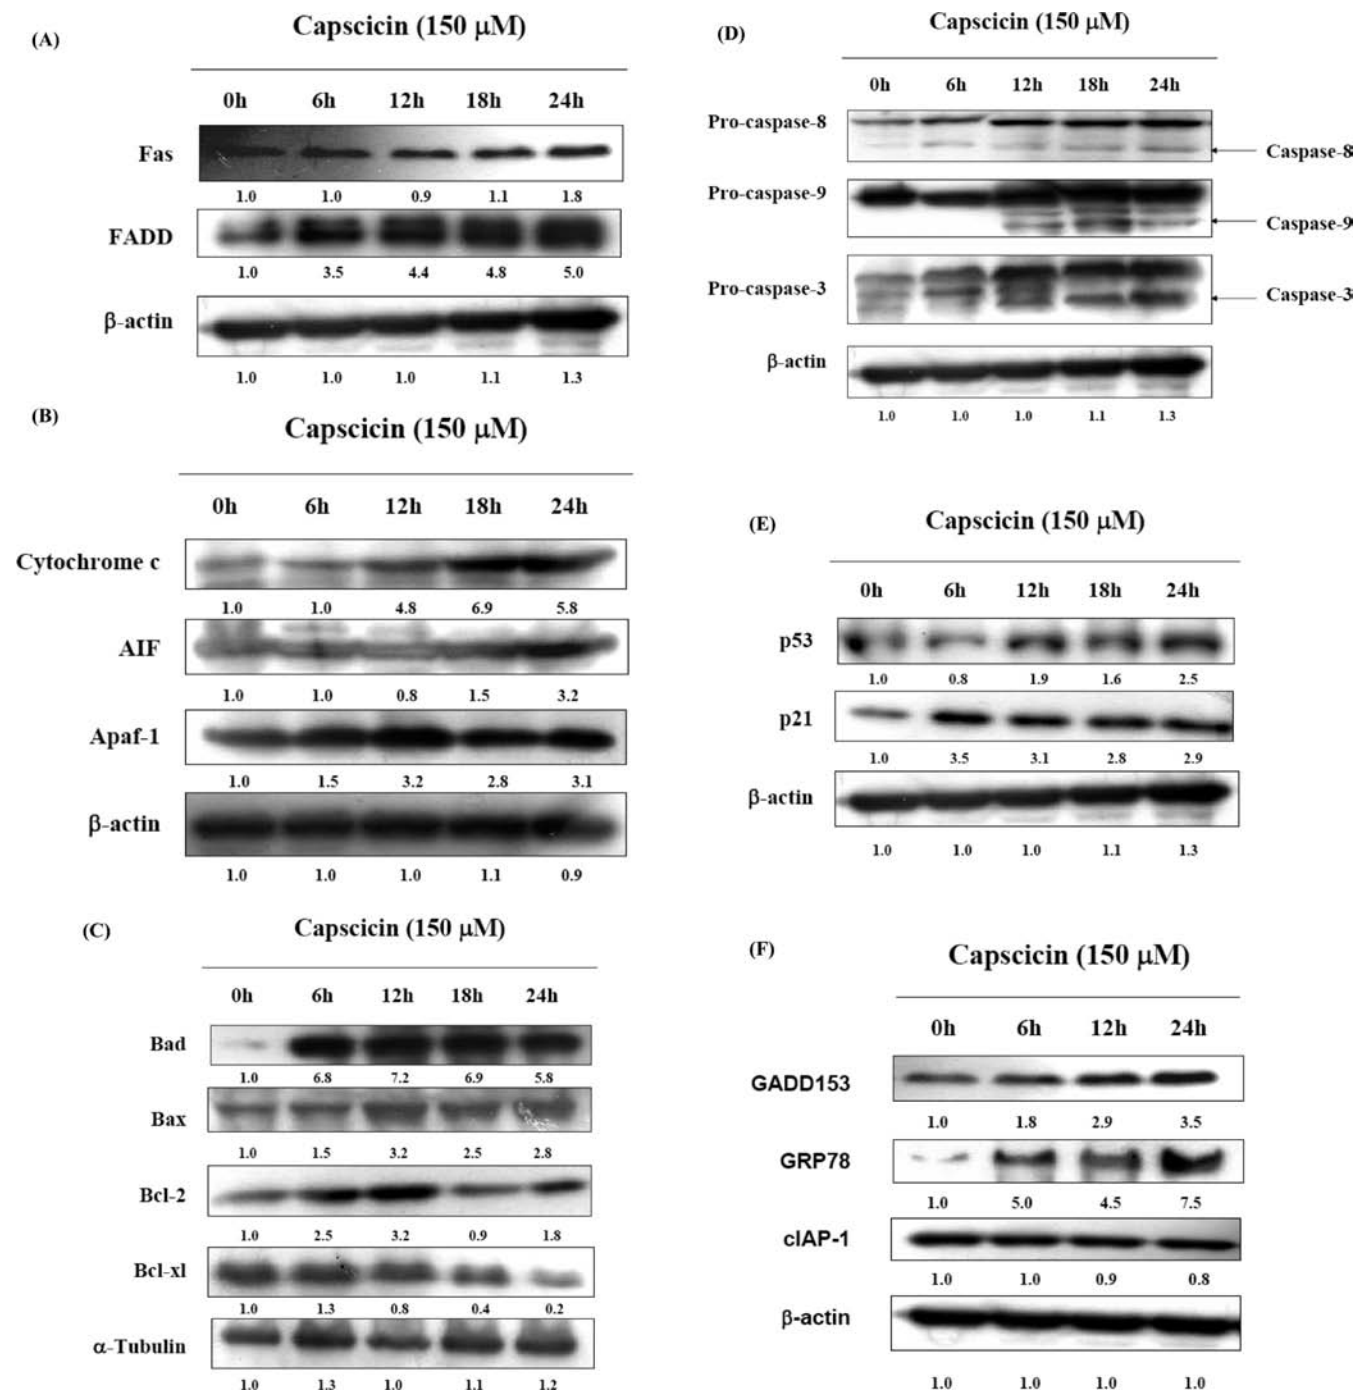 (A)
Capscicin (150 μM)
0h 6h 12h 18h 24h
Fas
1.0 1.0 0.9 1.1 1.8
FADD
1.0 3.5 4.4 4.8 5.0
β-actin
1.0 1.0 1.0 1.1 1.3
(B)
Capscicin (150 μM)
0h 6h 12h 18h 24h
Cytochrome c
1.0 1.0 4.8 6.9 5.8
AIF
1.0 1.0 0.8 1.5 3.2
Apaf-1
1.0 1.5 3.2 2.8 3.1
β-actin
1.0 1.0 1.0 1.1 0.9
(C)
Capscicin (150 μM)
0h 6h 12h 18h 24h
Bad
1.0 6.8 7.2 6.9 5.8
Bax
1.0 1.5 3.2 2.5 2.8
Bcl-2
1.0 2.5 3.2 0.9 1.8
Bcl-xl
1.0 1.3 0.8 0.4 0.2
α-Tubulin
1.0 1.3 1.0 1.1 1.2
(D)
Capscicin (150 μM)
0h 6h 12h 18h 24h
Pro-caspase-8
Caspase-8
Pro-caspase-9
Caspase-9
Pro-caspase-3
Caspase-3
β-actin
1.0 1.0 1.0 1.1 1.3
(E)
Capscicin (150 μM)
0h 6h 12h 18h 24h
p53
1.0 0.8 1.9 1.6 2.5
p21
1.0 3.5 3.1 2.8 2.9
β-actin
1.0 1.0 1.0 1.1 1.3
(F)
Capscicin (150 μM)
0h 6h 12h 24h
GADD153
1.0 1.8 2.9 3.5
GRP78
1.0 5.0 4.5 7.5
cIAP-1
1.0 1.0 0.9 0.8
β-actin
1.0 1.0 1.0 1.0